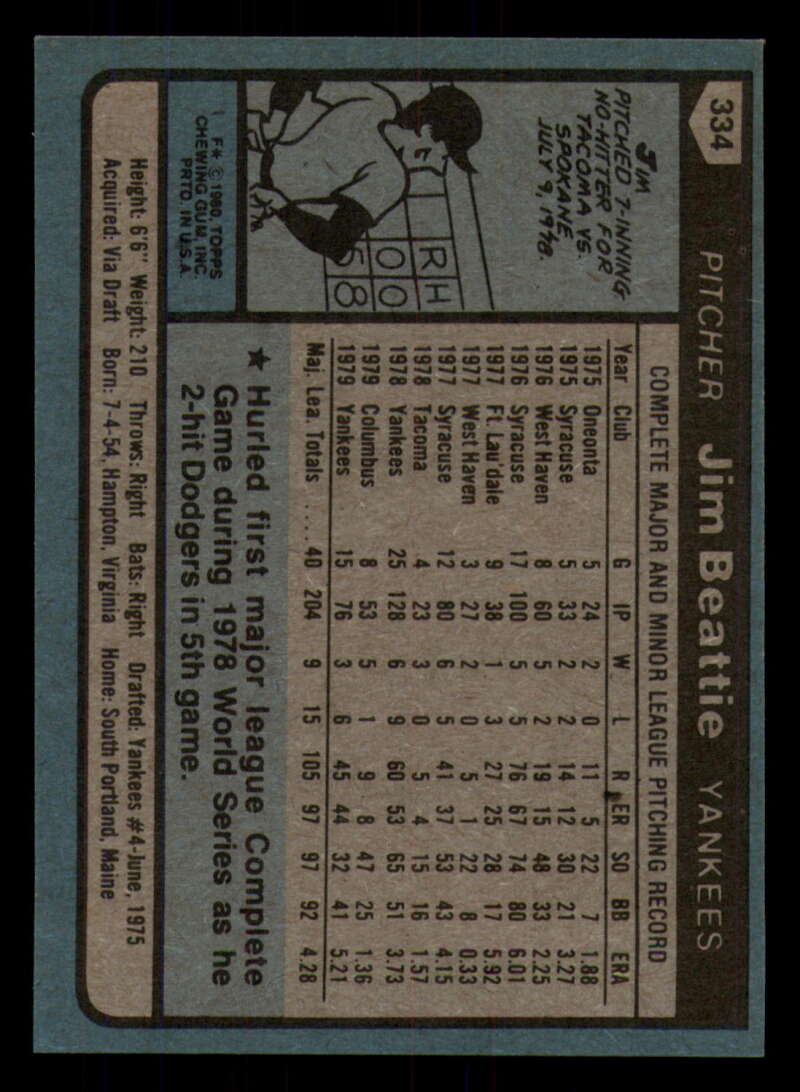 334 PITCHER Jim Beattie YANKEES
COMPLETE MAJOR AND MINOR LEAGUE PITCHING RECORD
Year Club G IP W L R ER SO BB ERA
1975 Oneonta 5 24 2 0 11 5 22 7 1.88
1975 Syracuse 5 33 2 2 14 12 30 21 3.27
1976 West Haven 8 60 5 2 19 15 48 33 2.25
1976 Syracuse 17 100 5 5 76 67 74 80 6.01
1977 Ft. Lau'dale 9 38 1 3 27 25 28 17 5.92
1977 West Haven 3 27 2 0 5 1 22 8 0.33
1977 Syracuse 12 80 6 5 41 37 53 43 4.15
1978 Tacoma 4 23 3 0 5 4 15 16 1.57
1978 Yankees 25 128 6 9 60 53 65 51 3.73
1979 Columbus 8 53 5 1 9 8 47 25 1.36
1979 Yankees 15 76 3 6 45 44 32 41 5.21
Maj. Lea. Totals .... 40 204 9 15 105 97 97 92 4.28
★ Hurled first major league Complete
Game during 1978 World Series as he
2-hit Dodgers in 5th game.
JIM
PITCHED 7-INNING
NO-HITTER FOR
TACOMA VS.
SPOKANE
JULY 9, 1978.
R H
0 0
5 8
F* © 1980, TOPPS
CHEWING GUM, INC.
PRTD. IN U.S.A.
Height: 6'6" Weight: 210 Throws: Right Bats: Right Drafted: Yankees #4-June, 1975
Acquired: Via Draft Born: 7-4-54, Hampton, Virginia Home: South Portland, Maine